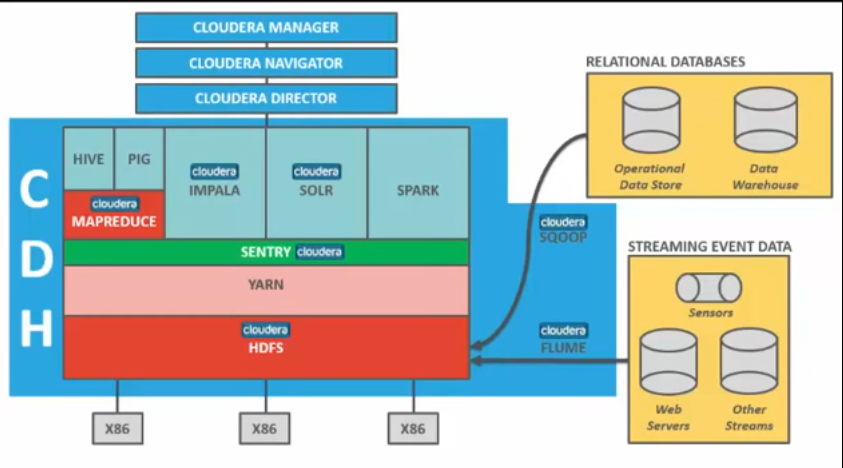 CLOUDERA MANAGER
CLOUDERA NAVIGATOR
CLOUDERA DIRECTOR
RELATIONAL DATABASES
Operational
Data Store
Data
Warehouse
CDH
HIVE
PIG
cloudera
MAPREDUCE
cloudera
IMPALA
cloudera
SOLR
SPARK
SENTRY cloudera
YARN
cloudera
HDFS
cloudera
SQOOP
cloudera
FLUME
STREAMING EVENT DATA
Sensors
Web
Servers
Other
Streams
X86
X86
X86